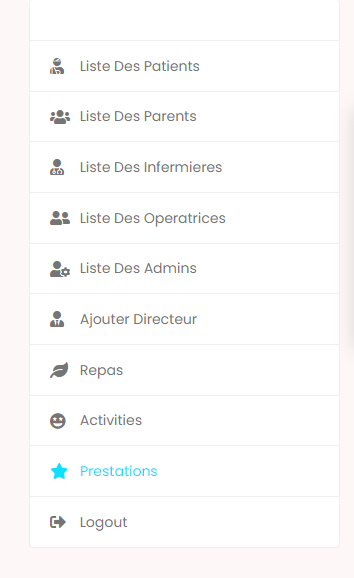 Liste Des Patients
Liste Des Parents
Liste Des Infermieres
Liste Des Operatrices
Liste Des Admins
Ajouter Directeur
Repas
Activities
Prestations
Logout